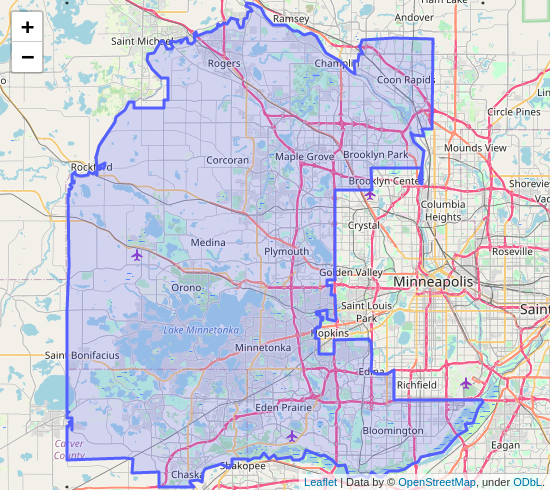 Ham Lake
Ramsey
Andover
+
Saint Michael
−
Rogers
Champlin
Coon Rapids
Lin
Circle Pines
Corcoran
Maple Grove
Brooklyn Park
Mounds View
Rockford
Brooklyn Center
Shoreview
Vad
Columbia
Heights
Crystal
Medina
Plymouth
Roseville
Golden Valley
Orono
Minneapolis
Saint Louis
Park
Saint
Lake Minnetonka
Hopkins
Minnetonka
Saint Bonifacius
Edina
Richfield
Eden Prairie
Bloomington
Carver
County
Eagan
Shakopee
Chaska
Leaflet | Data by © OpenStreetMap, under ODbL.